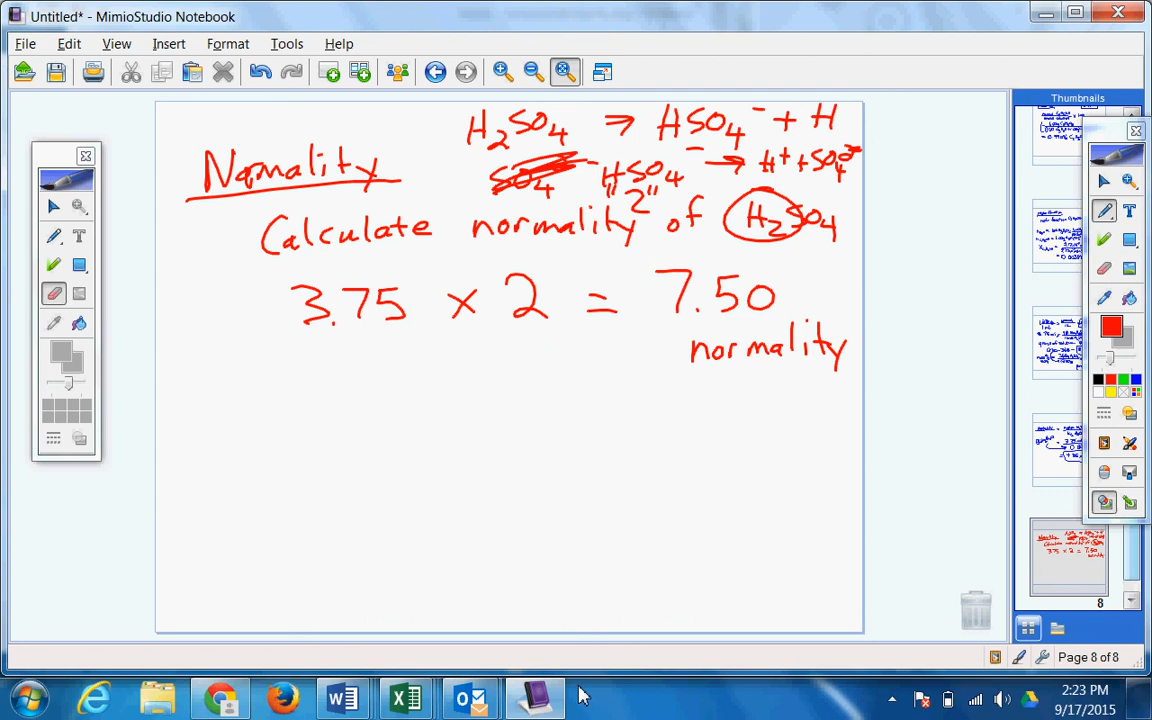 Untitled* - MimioStudio Notebook
File Edit View Insert Format Tools Help
Thumbnails
H₂SO₄ ⇒ HSO₄⁻ + H
Normality
SO₄⁻ HSO₄⁻ → H⁺ + SO₄²⁻
"2"
Calculate normality of H₂SO₄
3.75 × 2 = 7.50
normality
8
Page 8 of 8
2:23 PM
9/17/2015